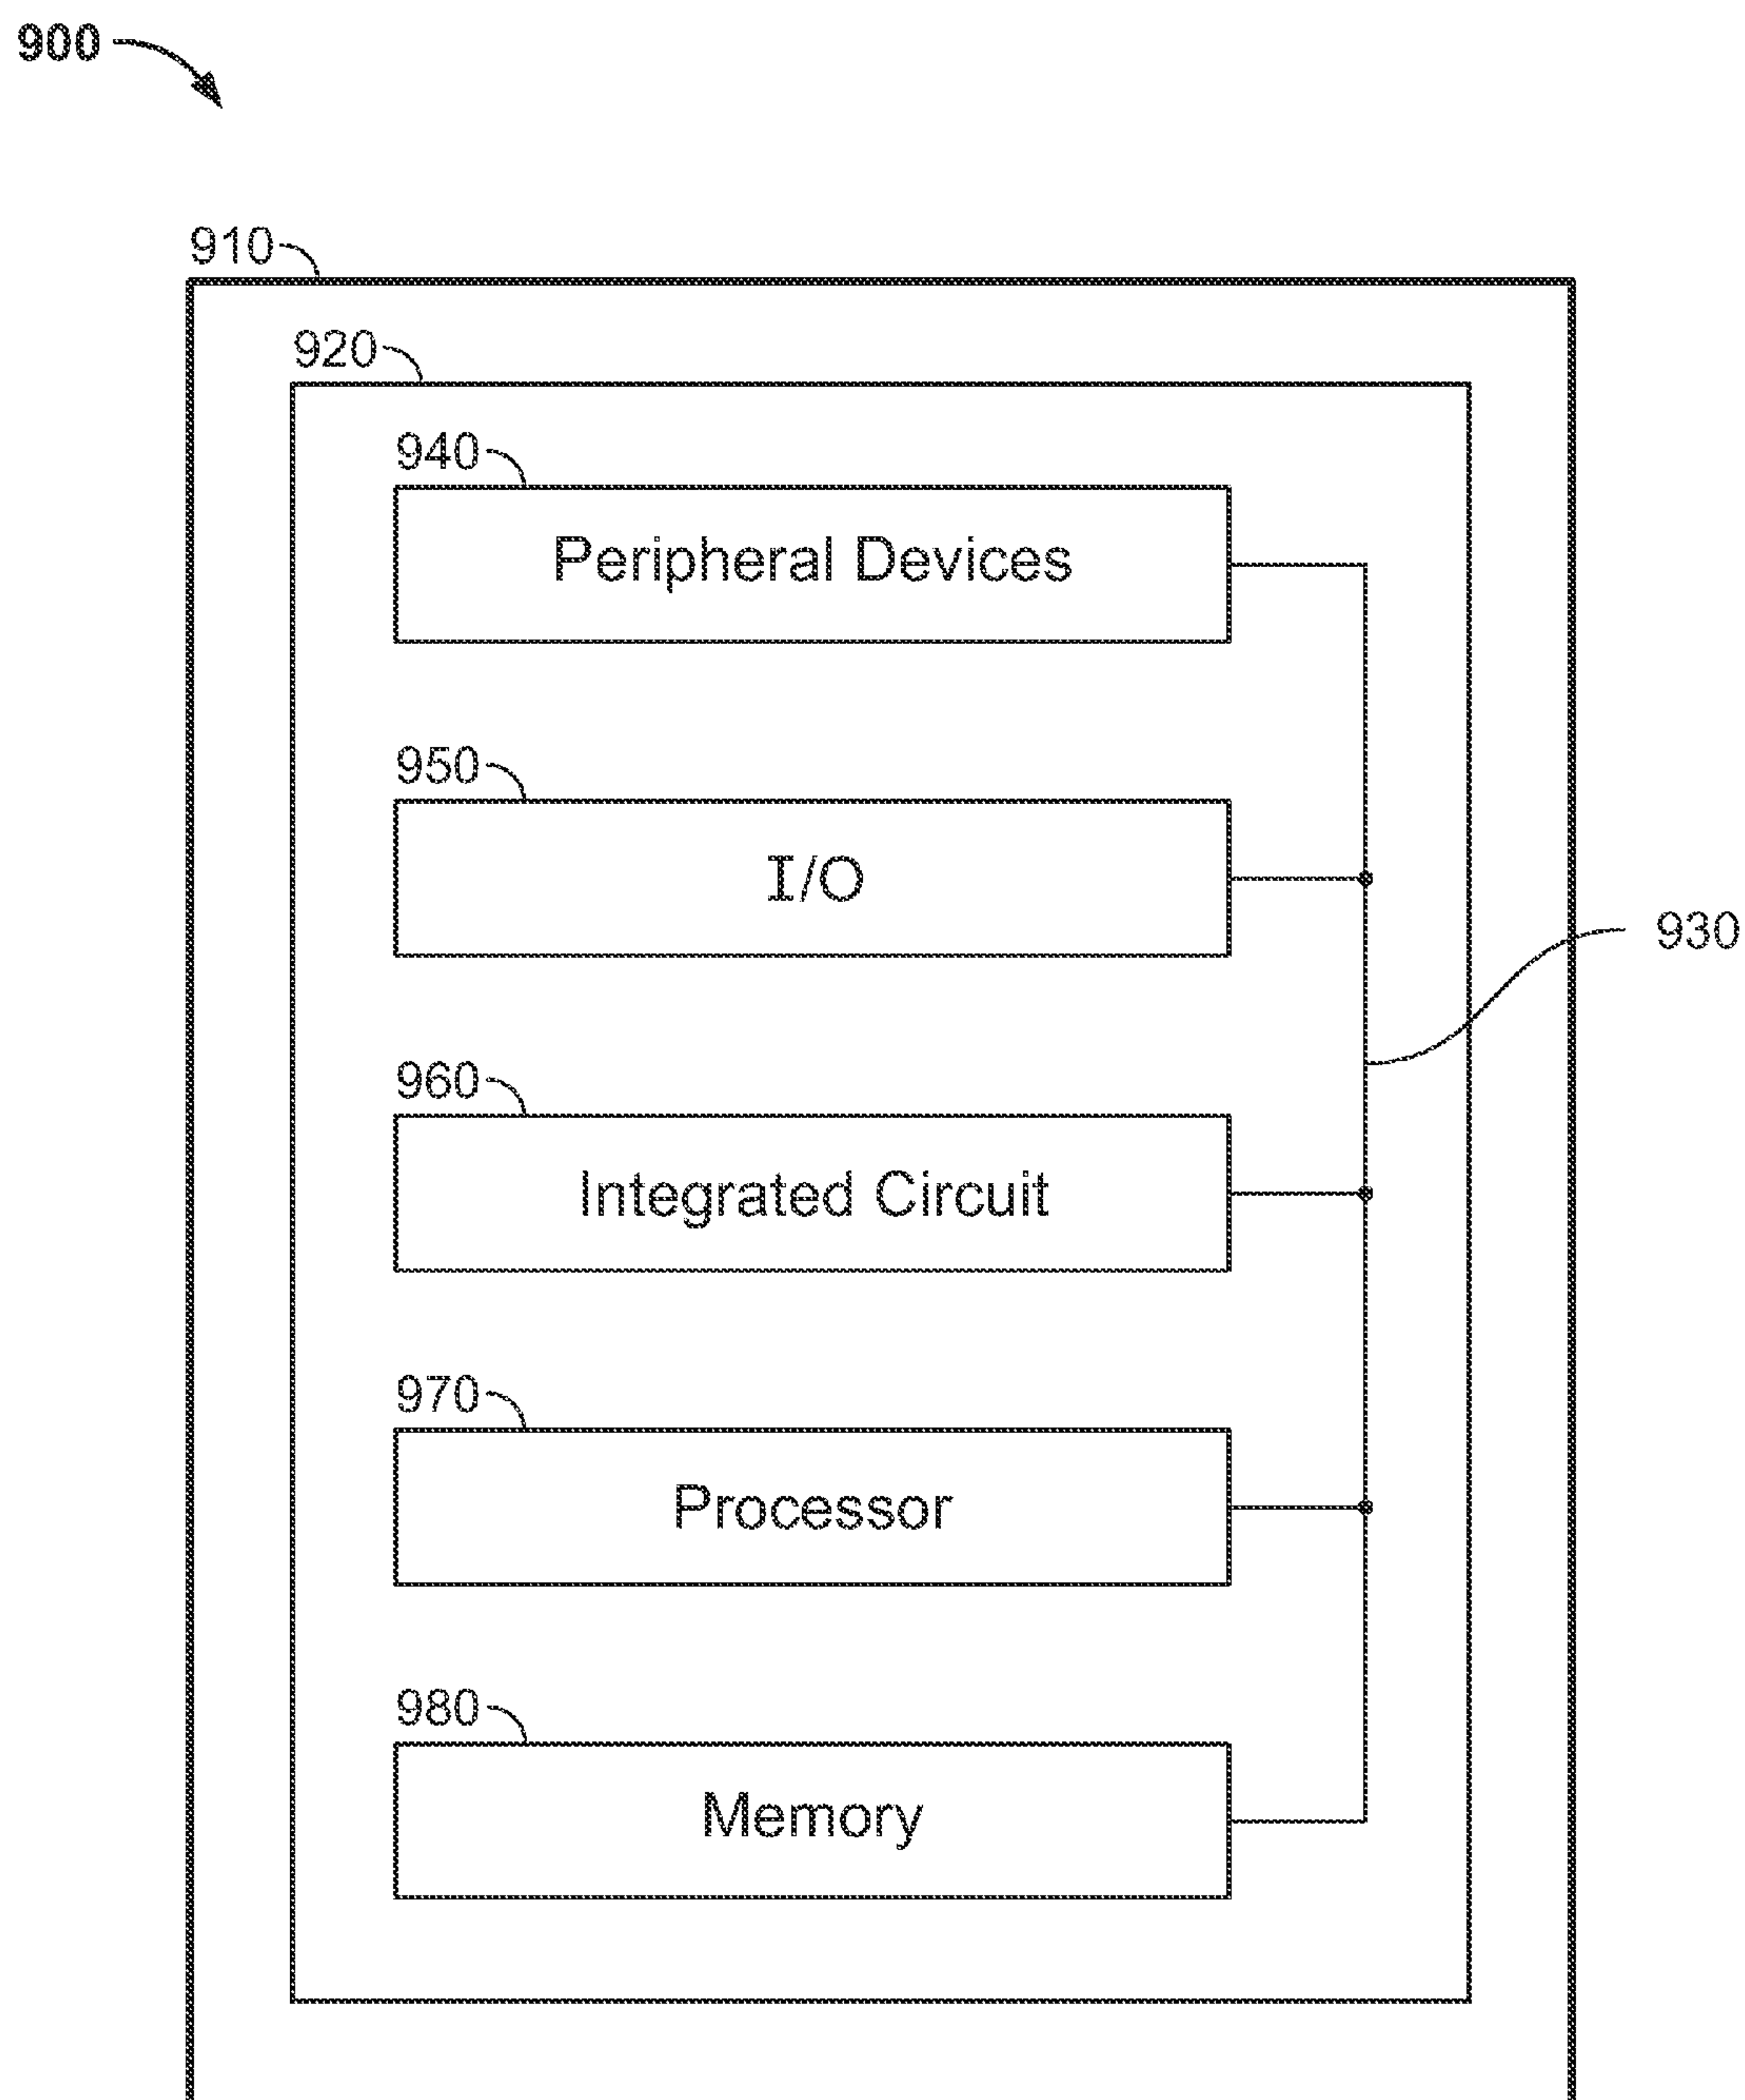 900
910
920
940
Peripheral Devices
950
I/O
930
960
Integrated Circuit
970
Processor
980
Memory